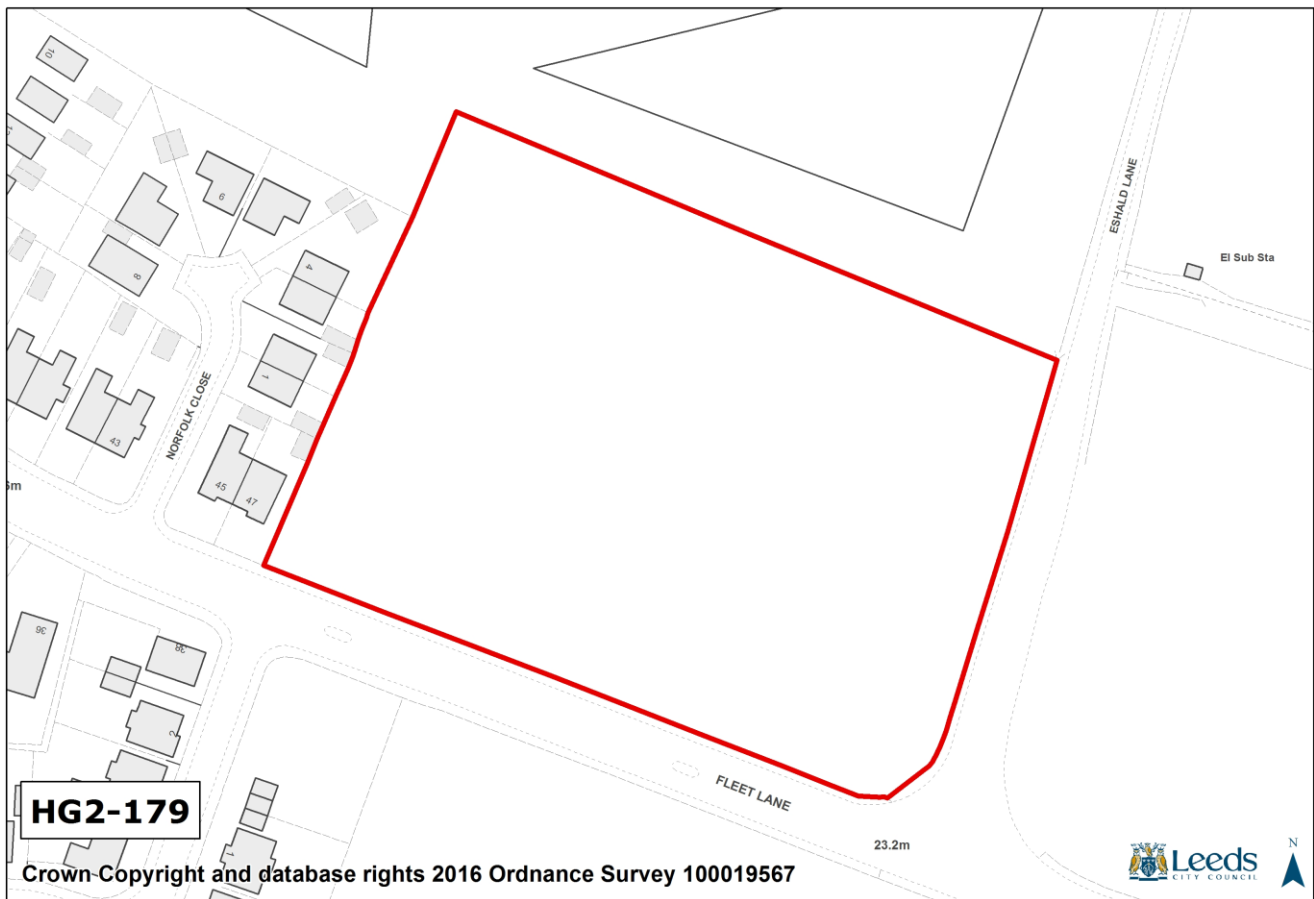 10
ESHALD LANE
El Sub Sta
6
4
8
1
NORFOLK CLOSE
43
45
47
36
38
2
FLEET LANE
HG2-179
1
23.2m
Crown Copyright and database rights 2016 Ordnance Survey 100019567
Leeds
CITY COUNCIL
N